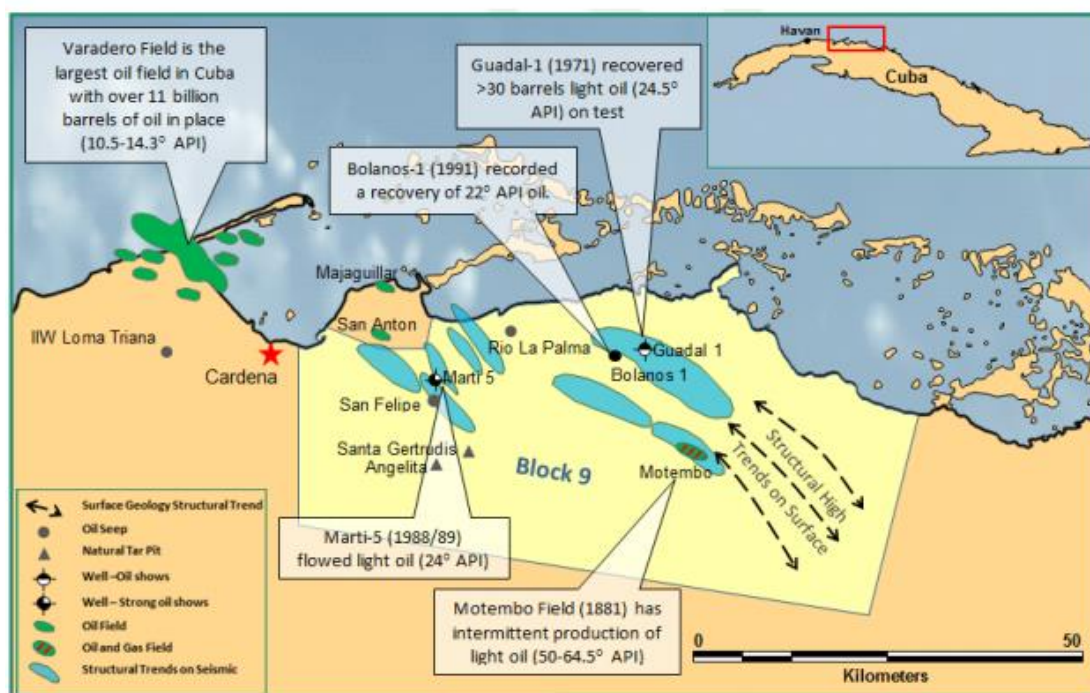 Varadero Field is the
largest oil field in Cuba
with over 11 billion
barrels of oil in place
(10.5-14.3° API)
Guadal-1 (1971) recovered
>30 barrels light oil (24.5°
API) on test
Havan
Cuba
Bolanos-1 (1991) recorded
a recovery of 22° API oil.
Majaguillar
San Anton
IIW Loma Triana
Cardena
Rio La Palma
Guadal 1
Bolanos 1
Marti 5
San Felipe
Santa Gertrudis
Angelita
Block 9
Motembo
Structural High
Trends on Surface
Marti-5 (1988/89)
flowed light oil (24° API)
Motembo Field (1881) has
intermittent production of
light oil (50-64.5° API)
Surface Geology Structural Trend
Oil Seep
Natural Tar Pit
Well -Oil shows
Well – Strong oil shows
Oil Field
Oil and Gas Field
Structural Trends on Seismic
0 50
Kilometers